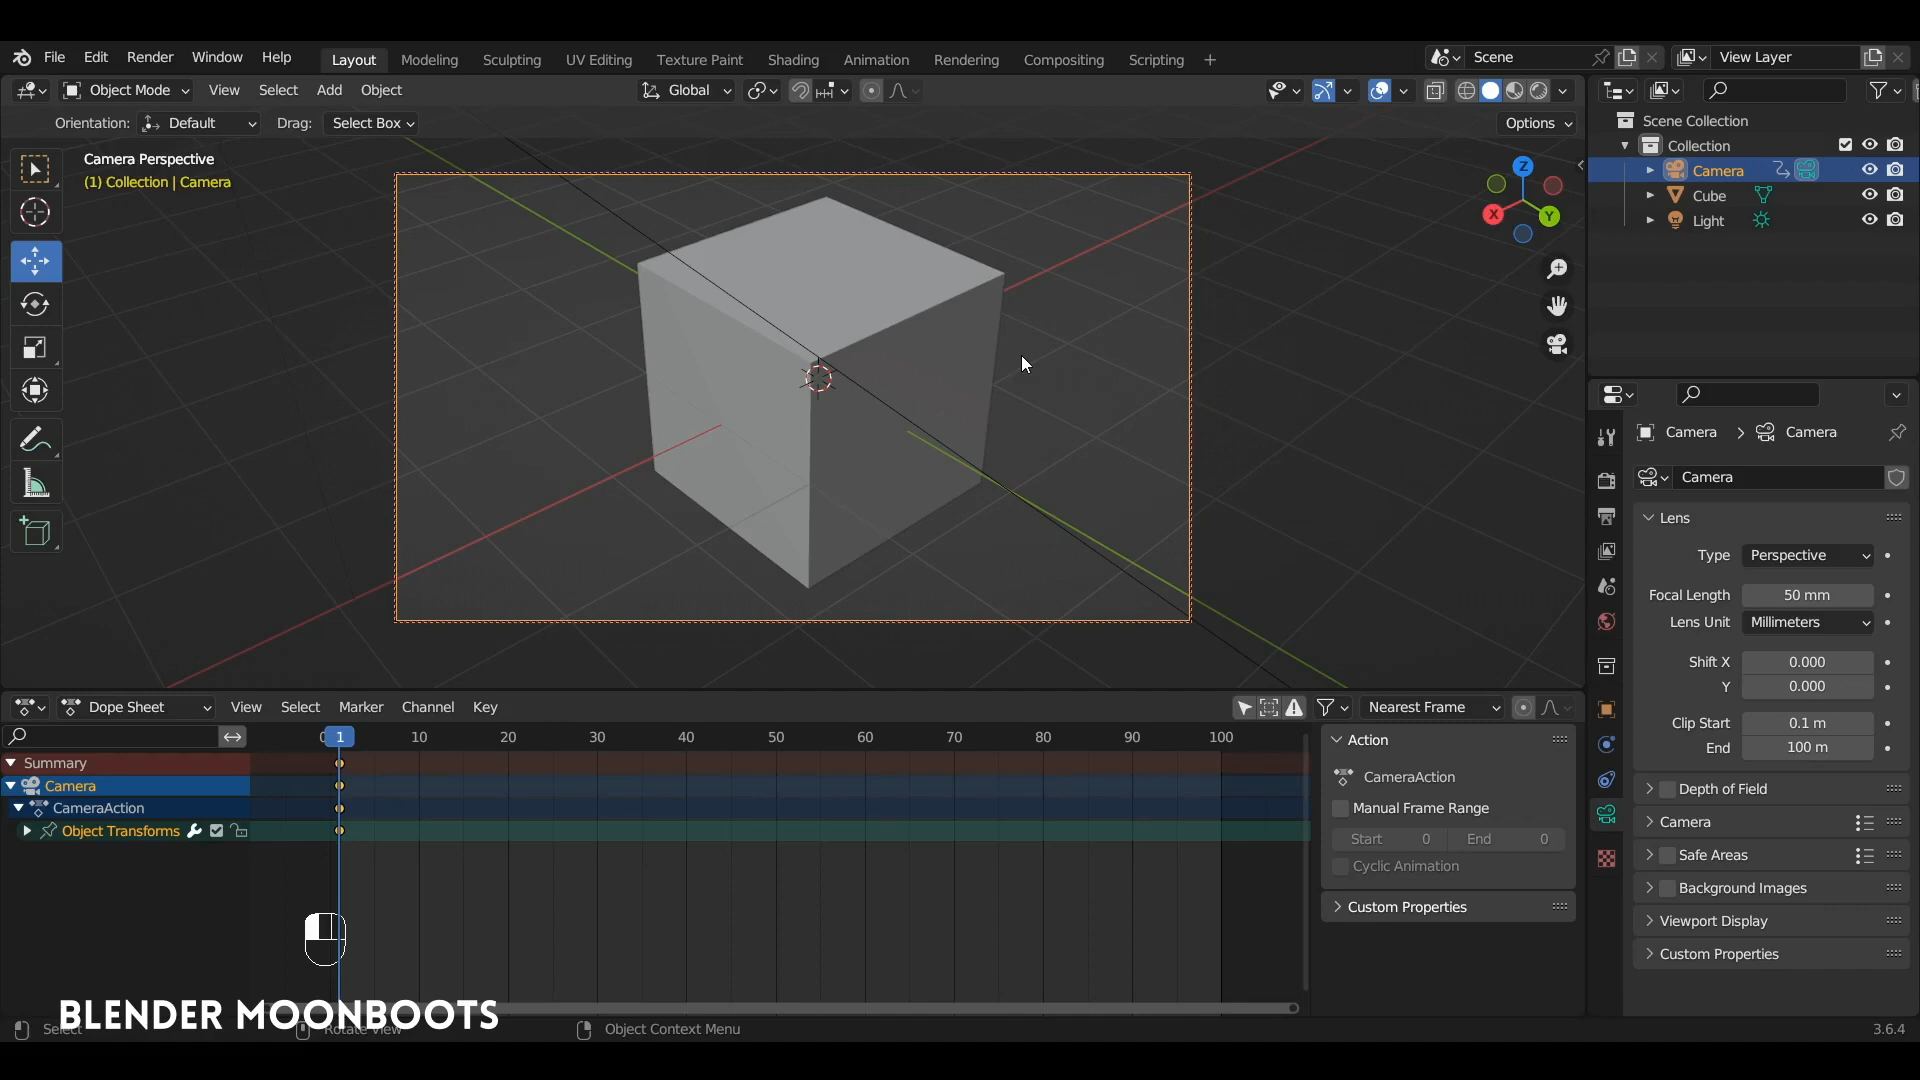 File Edit Render Window Help Layout Modeling Sculpting UV Editing Texture Paint Shading Animation Rendering Compositing Scripting + Scene View Layer
Object Mode View Select Add Object Global
Orientation: Default Drag: Select Box Options
Camera Perspective
(1) Collection | Camera
Z
X
Y
Scene Collection
Collection
Camera
Cube
Light
Camera > Camera
Camera
Lens
Type Perspective
Focal Length 50 mm
Lens Unit Millimeters
Shift X 0.000
Y 0.000
Clip Start 0.1 m
End 100 m
Depth of Field
Camera
Safe Areas
Background Images
Viewport Display
Custom Properties
Dope Sheet View Select Marker Channel Key Nearest Frame
0 1 10 20 30 40 50 60 70 80 90 100
Summary
Camera
CameraAction
Object Transforms
Action
CameraAction
Manual Frame Range
Start 0 End 0
Cyclic Animation
Custom Properties
BLENDER MOONBOOTS
Select Rotate View Object Context Menu 3.6.4